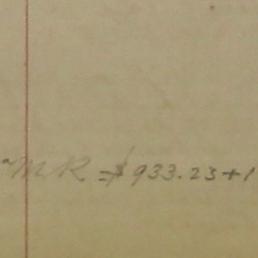 MR = $933.23+1